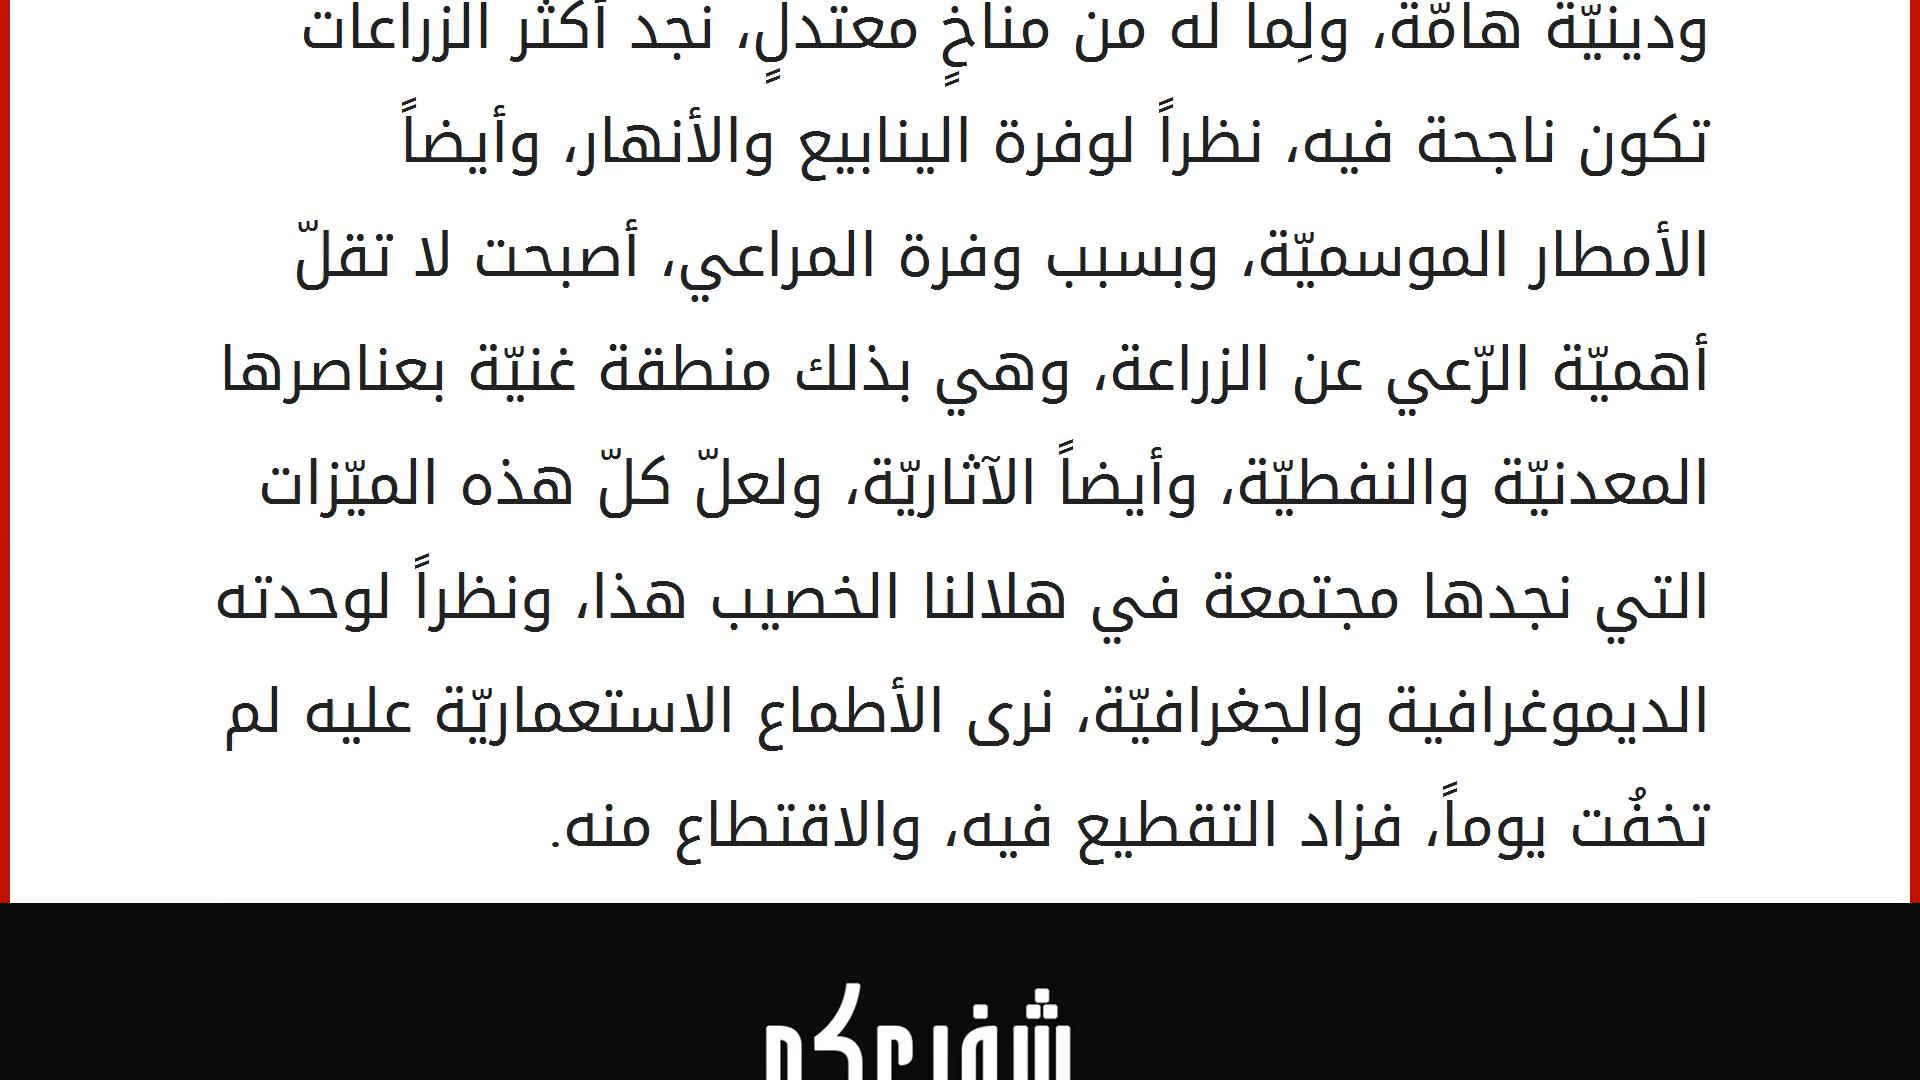 ودينيّة هامّة، ولِما له من مناخٍ معتدلٍ، نجد أكثر الزراعات
تكون ناجحة فيه، نظراً لوفرة الينابيع والأنهار، وأيضاً
الأمطار الموسميّة، وبسبب وفرة المراعي، أصبحت لا تقلّ
أهميّة الرّعي عن الزراعة، وهي بذلك منطقة غنيّة بعناصرها
المعدنيّة والنفطيّة، وأيضاً الآثاريّة، ولعلّ كلّ هذه الميّزات
التي نجدها مجتمعة في هلالنا الخصيب هذا، ونظراً لوحدته
الديموغرافية والجغرافيّة، نرى الأطماع الاستعماريّة عليه لم
تخفُت يوماً، فزاد التقطيع فيه، والاقتطاع منه.